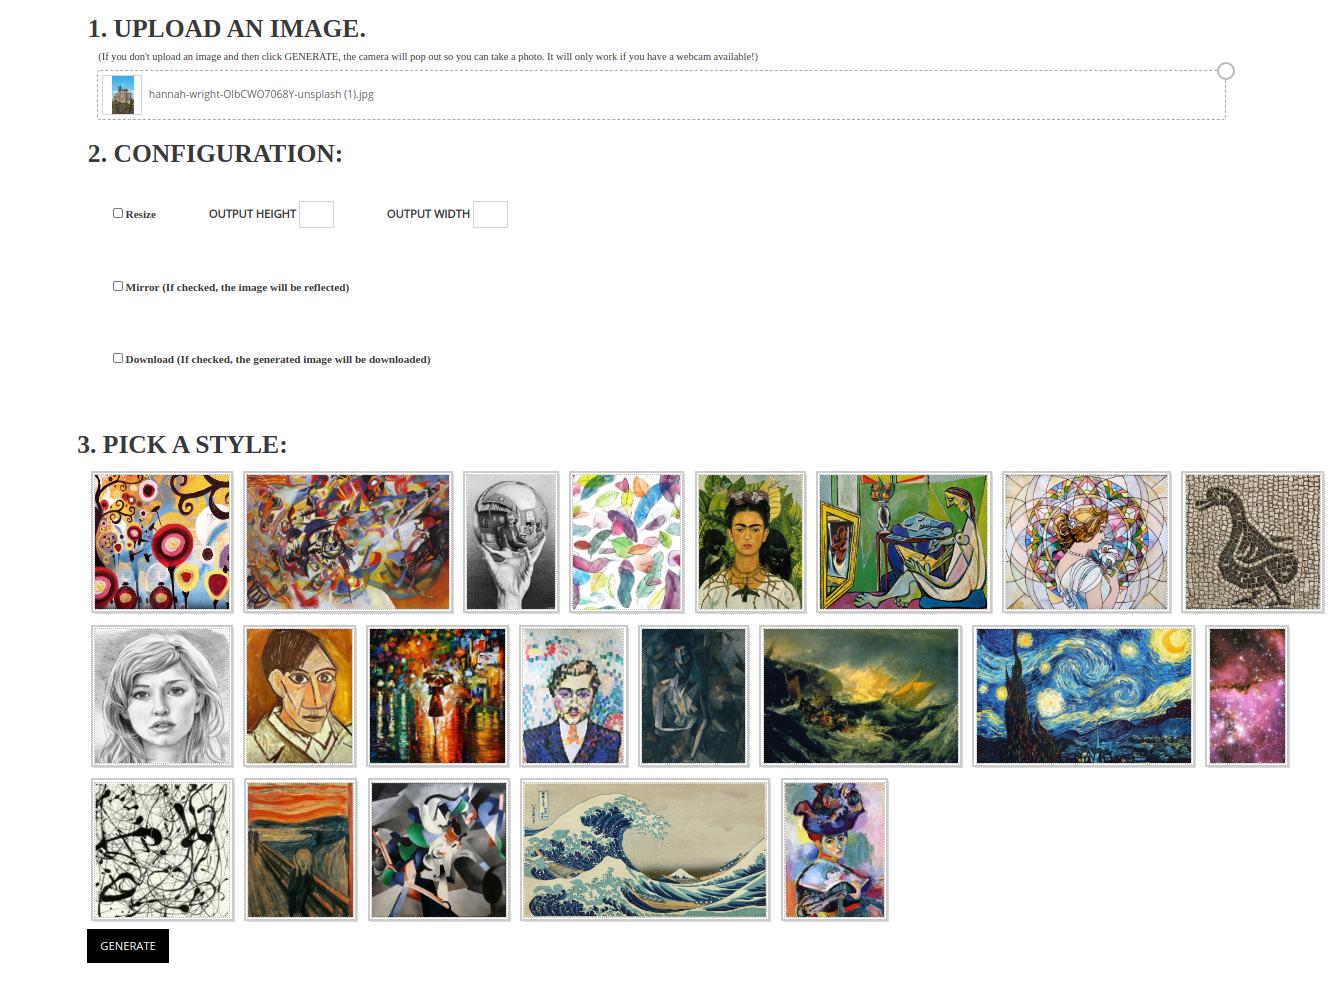 1. UPLOAD AN IMAGE.
(If you don't upload an image and then click GENERATE, the camera will pop out so you can take a photo. It will only work if you have a webcam available!)
hannah-wright-OlbCWO7068Y-unsplash (1).jpg
2. CONFIGURATION:
Resize OUTPUT HEIGHT OUTPUT WIDTH
Mirror (If checked, the image will be reflected)
Download (If checked, the generated image will be downloaded)
3. PICK A STYLE:
GENERATE